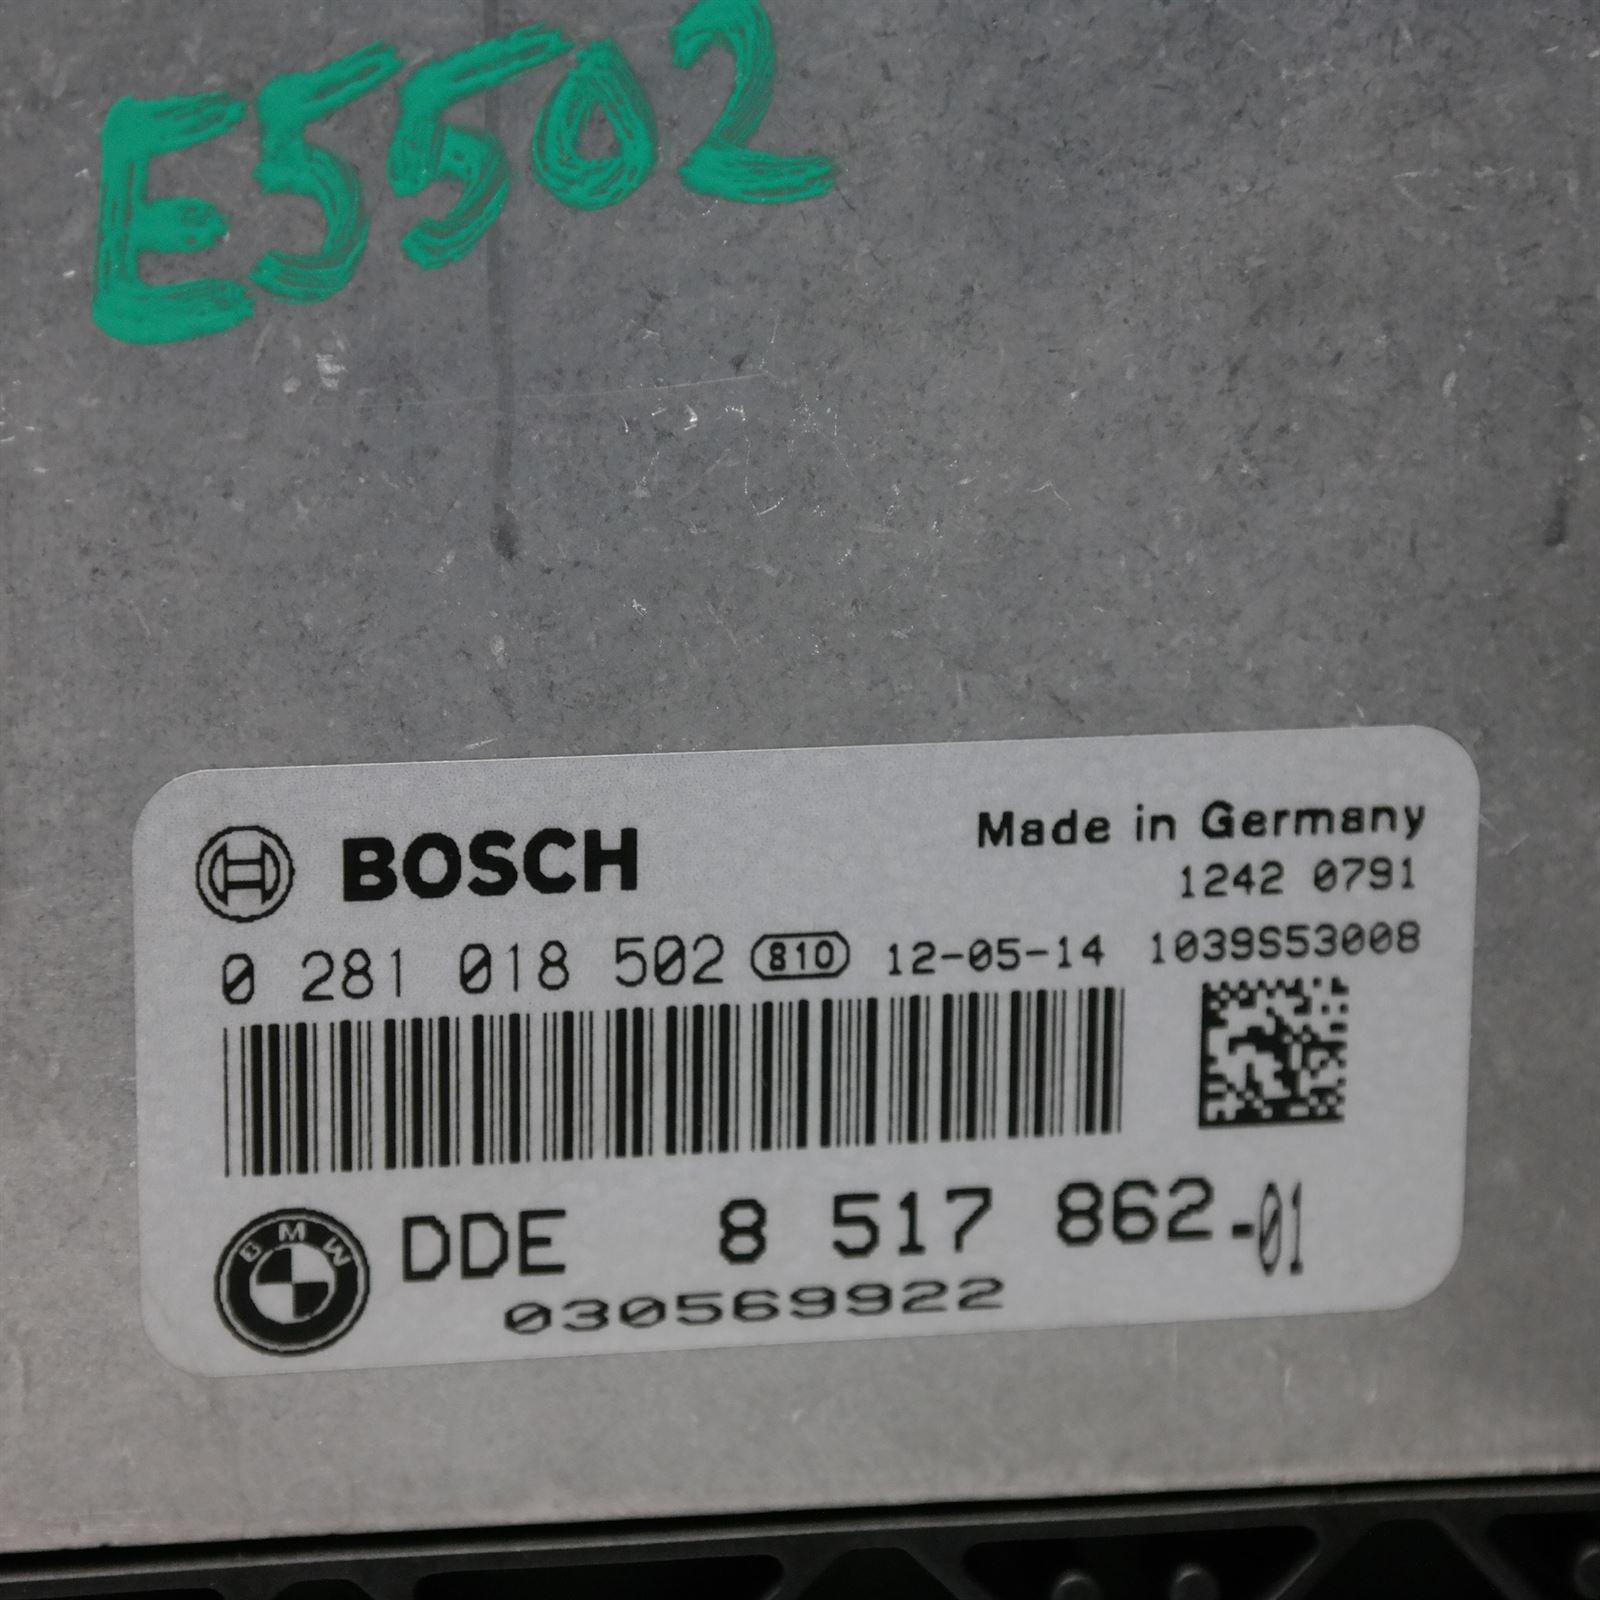 E5502
BOSCH
Made in Germany
1242 0791
0 281 018 502 810 12-05-14 1039S53008
BMW
DDE 8 517 862-01
030569922